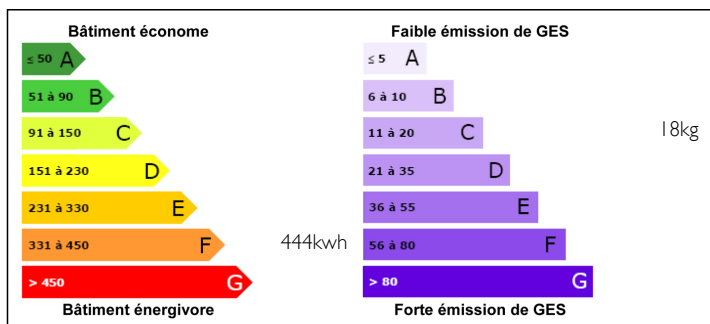 Bâtiment économe
≤ 50 A
51 à 90 B
91 à 150 C
151 à 230 D
231 à 330 E
331 à 450 F
444kwh
> 450 G
Bâtiment énergivore
Faible émission de GES
≤ 5 A
6 à 10 B
11 à 20 C
18kg
21 à 35 D
36 à 55 E
56 à 80 F
> 80 G
Forte émission de GES